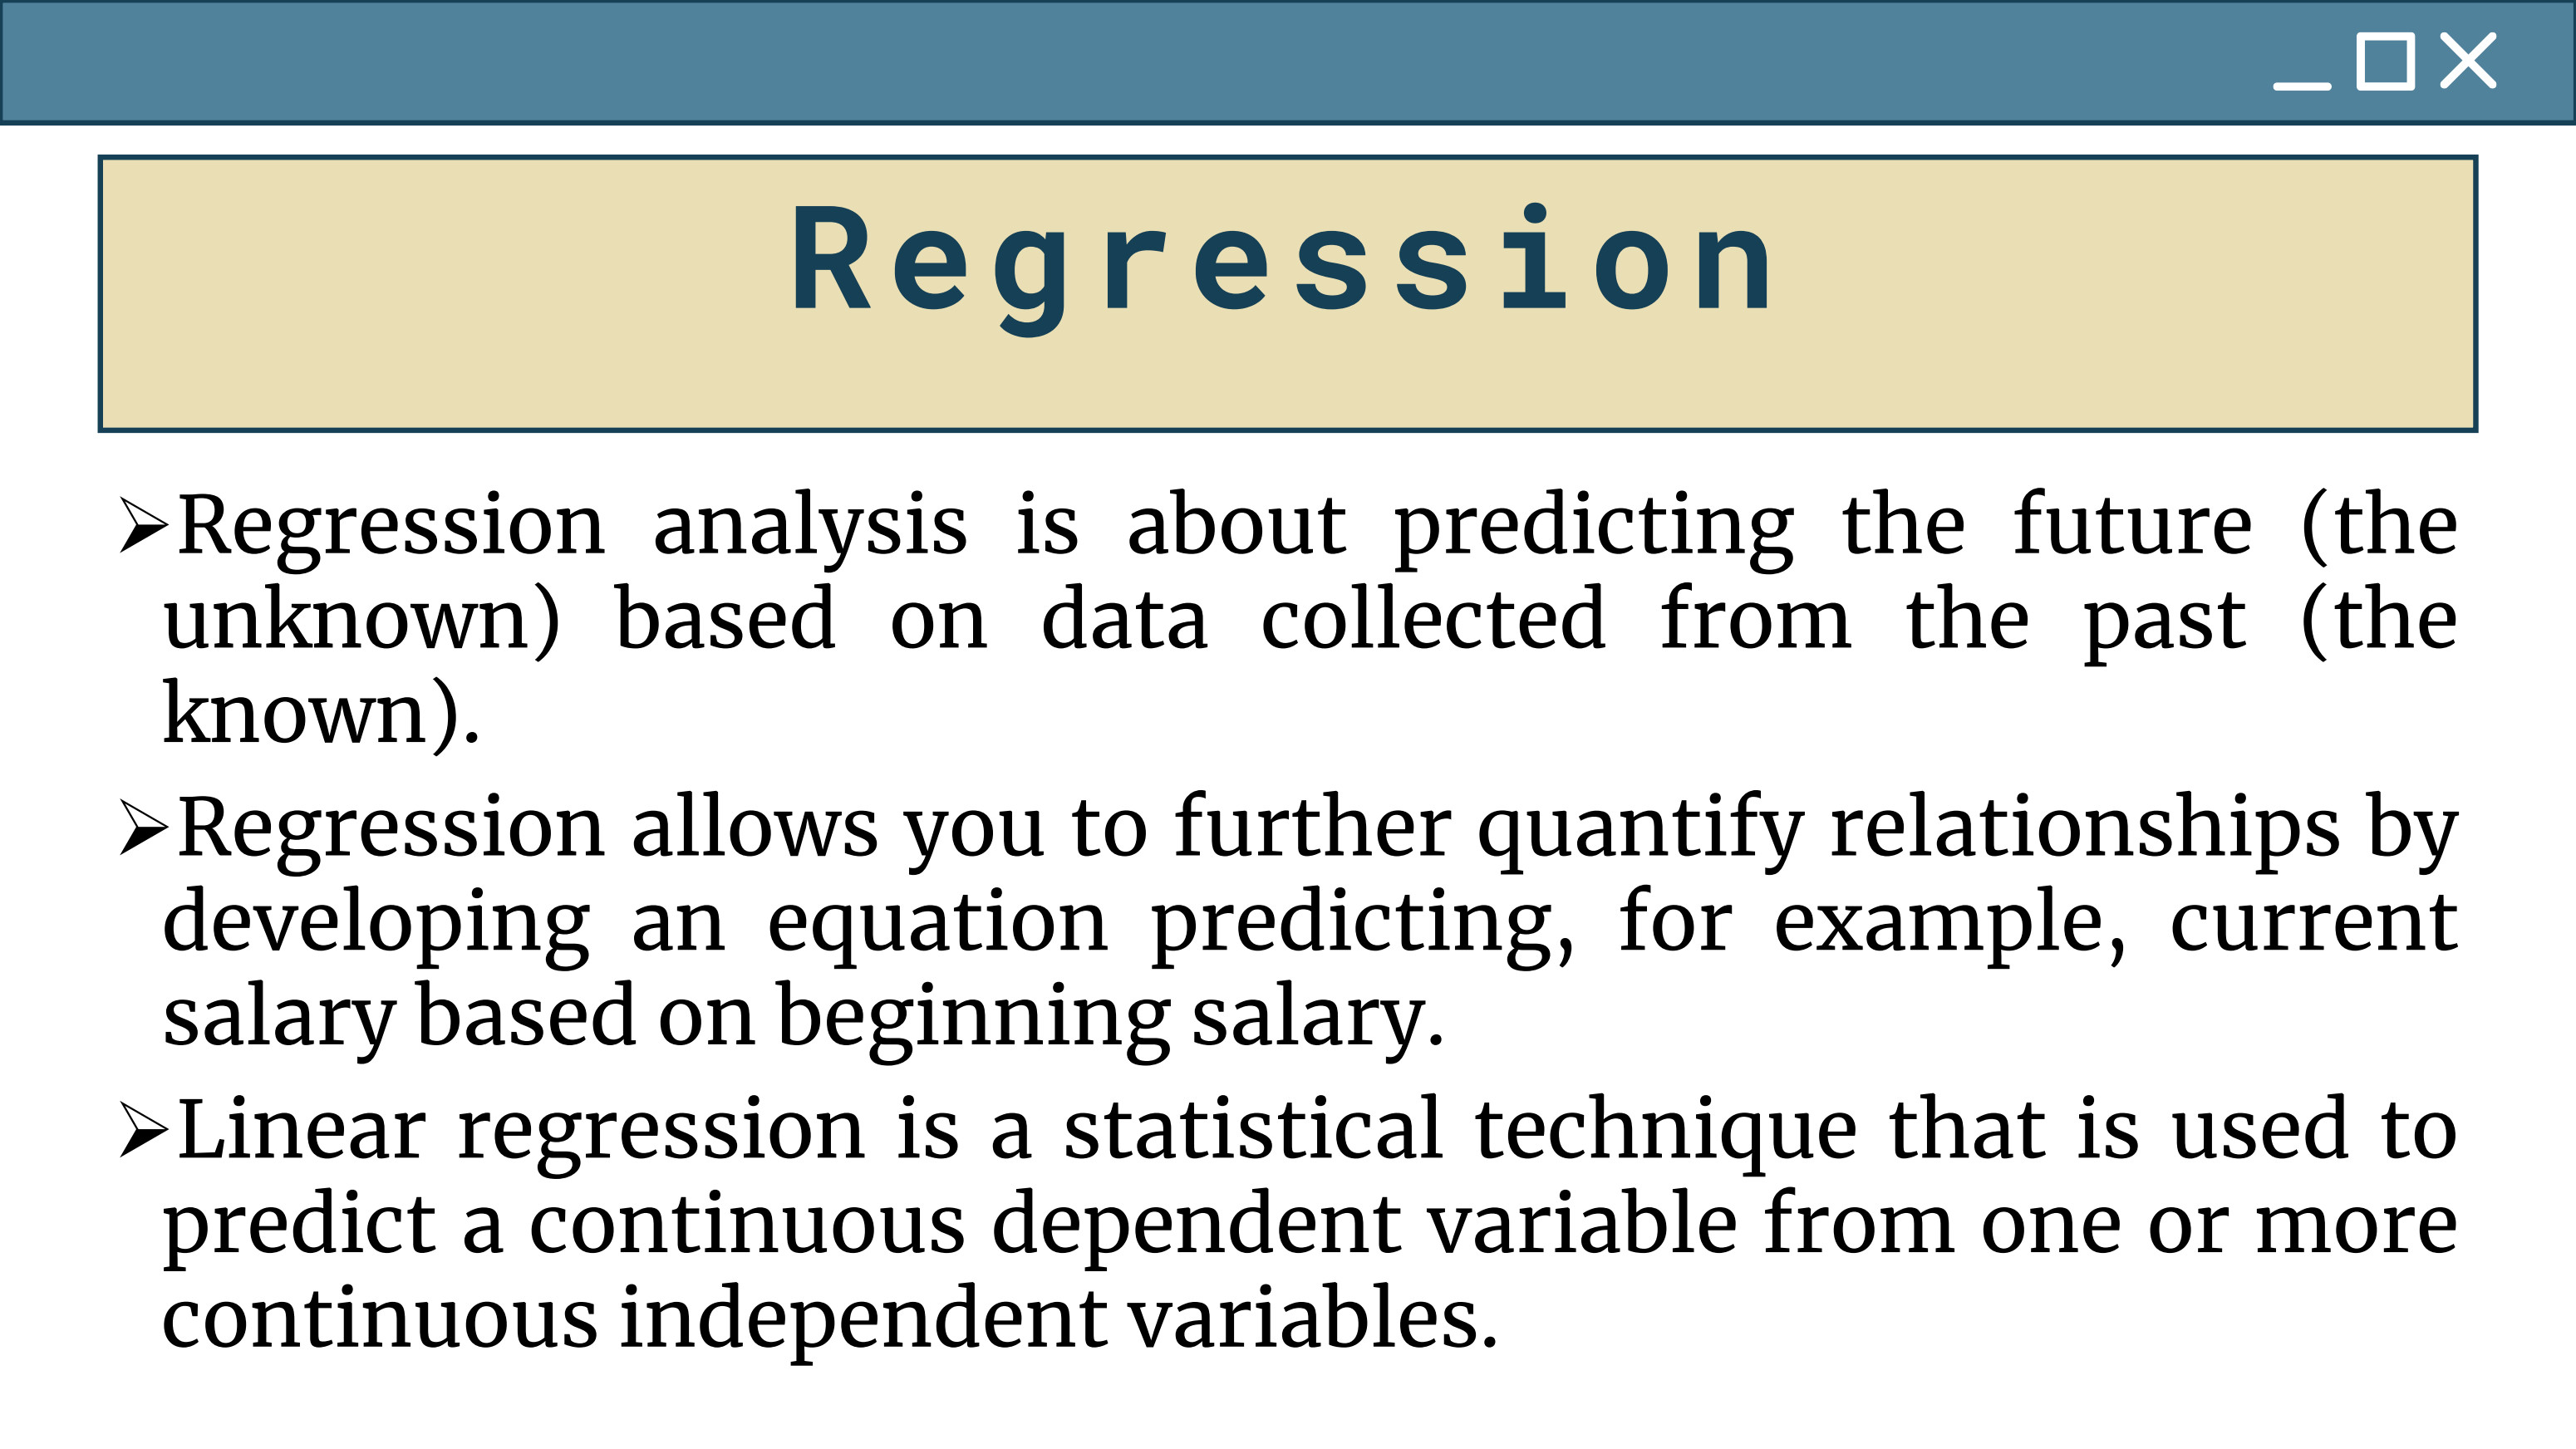 Regression
➢Regression analysis is about predicting the future (the
unknown) based on data collected from the past (the
known).
➢Regression allows you to further quantify relationships by
developing an equation predicting, for example, current
salary based on beginning salary.
➢Linear regression is a statistical technique that is used to
predict a continuous dependent variable from one or more
continuous independent variables.